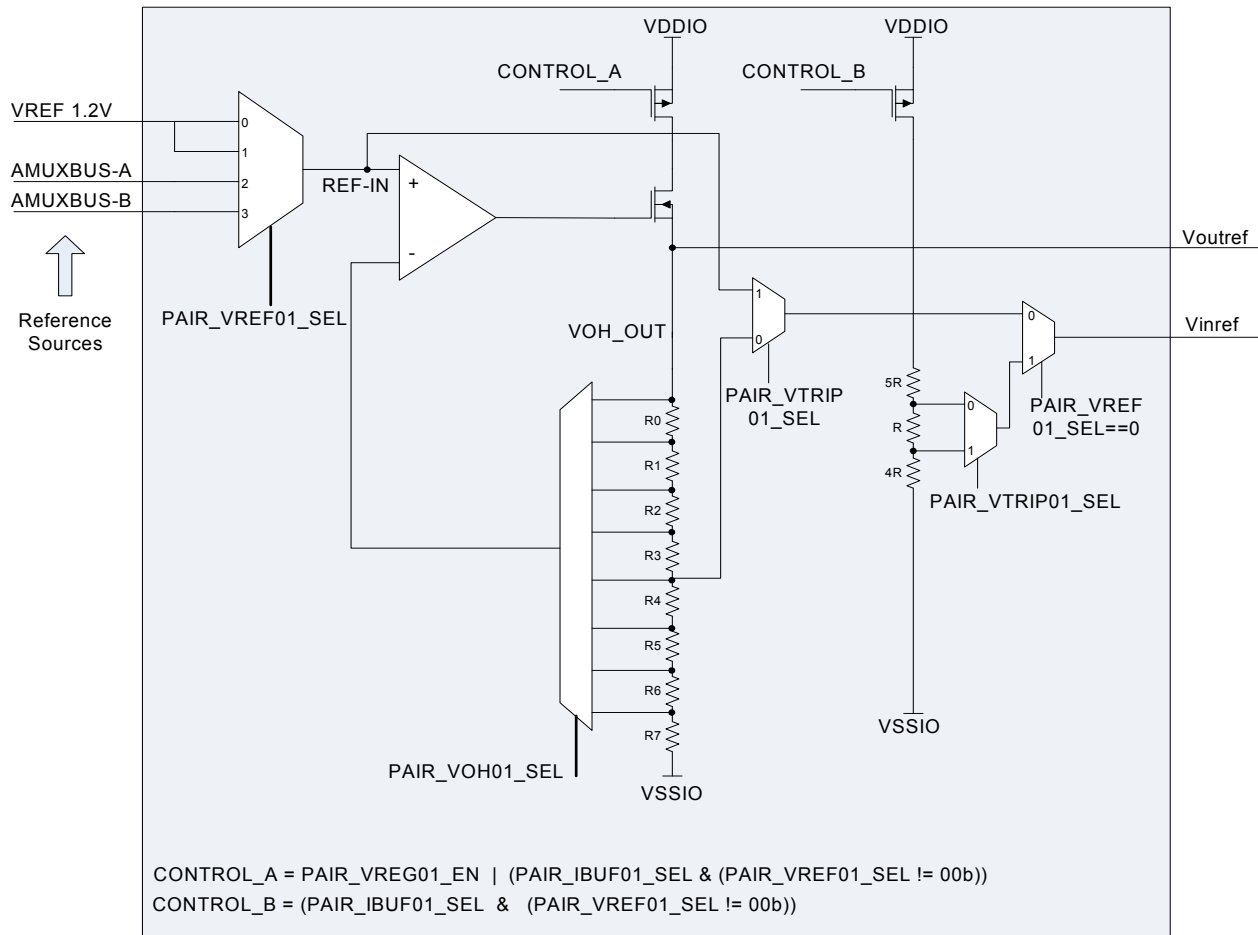 VDDIO
VDDIO
CONTROL_A
CONTROL_B
VREF 1.2V
0
1
AMUXBUS-A
2
AMUXBUS-B
3
REF-IN
+
-
Reference
Sources
PAIR_VREF01_SEL
Voutref
VOH_OUT
1
0
PAIR_VTRIP
01_SEL
0
1
Vinref
PAIR_VREF
01_SEL==0
5R
R
4R
0
1
PAIR_VTRIP01_SEL
R0
R1
R2
R3
R4
R5
R6
R7
VSSIO
PAIR_VOH01_SEL
VSSIO
CONTROL_A = PAIR_VREG01_EN | (PAIR_IBUF01_SEL & (PAIR_VREF01_SEL != 00b))
CONTROL_B = (PAIR_IBUF01_SEL & (PAIR_VREF01_SEL != 00b))